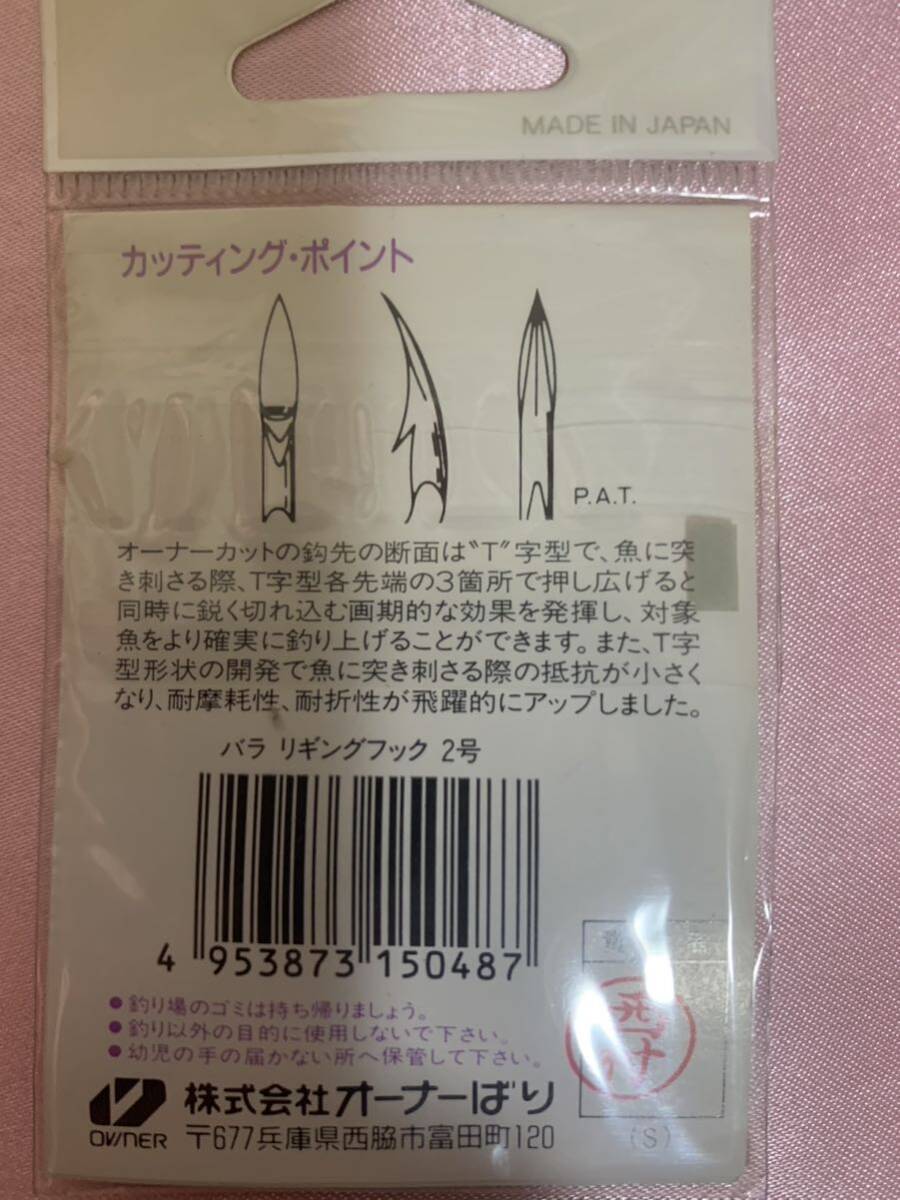 MADE IN JAPAN
カッティング・ポイント
P.A.T.
オーナーカットの鈎先の断面は"T"字型で、魚に突
き刺さる際、T字型各先端の3箇所で押し広げると
同時に鋭く切れ込む画期的な効果を発揮し、対象
魚をより確実に釣り上げることができます。また、T字
型形状の開発で魚に突き刺さる際の抵抗が小さく
なり、耐摩耗性、耐折性が飛躍的にアップしました。
バラ リギングフック 2号
4 953873 150487
●釣り場のゴミは持ち帰りましょう。
●釣り以外の目的に使用しないで下さい。
●幼児の手の届かない所へ保管して下さい。
OWNER
株式会社オーナーばり
〒677兵庫県西脇市富田町120
(S)